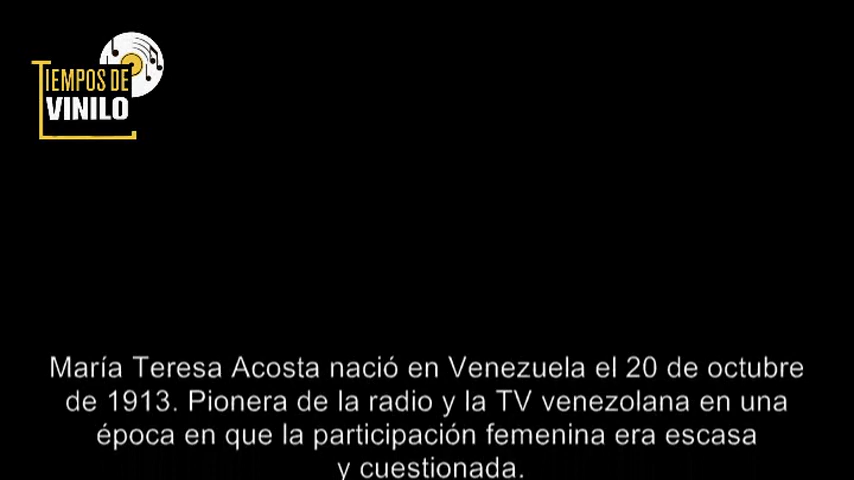 TIEMPOS DE
VINILO
María Teresa Acosta nació en Venezuela el 20 de octubre
de 1913. Pionera de la radio y la TV venezolana en una
época en que la participación femenina era escasa
y cuestionada.